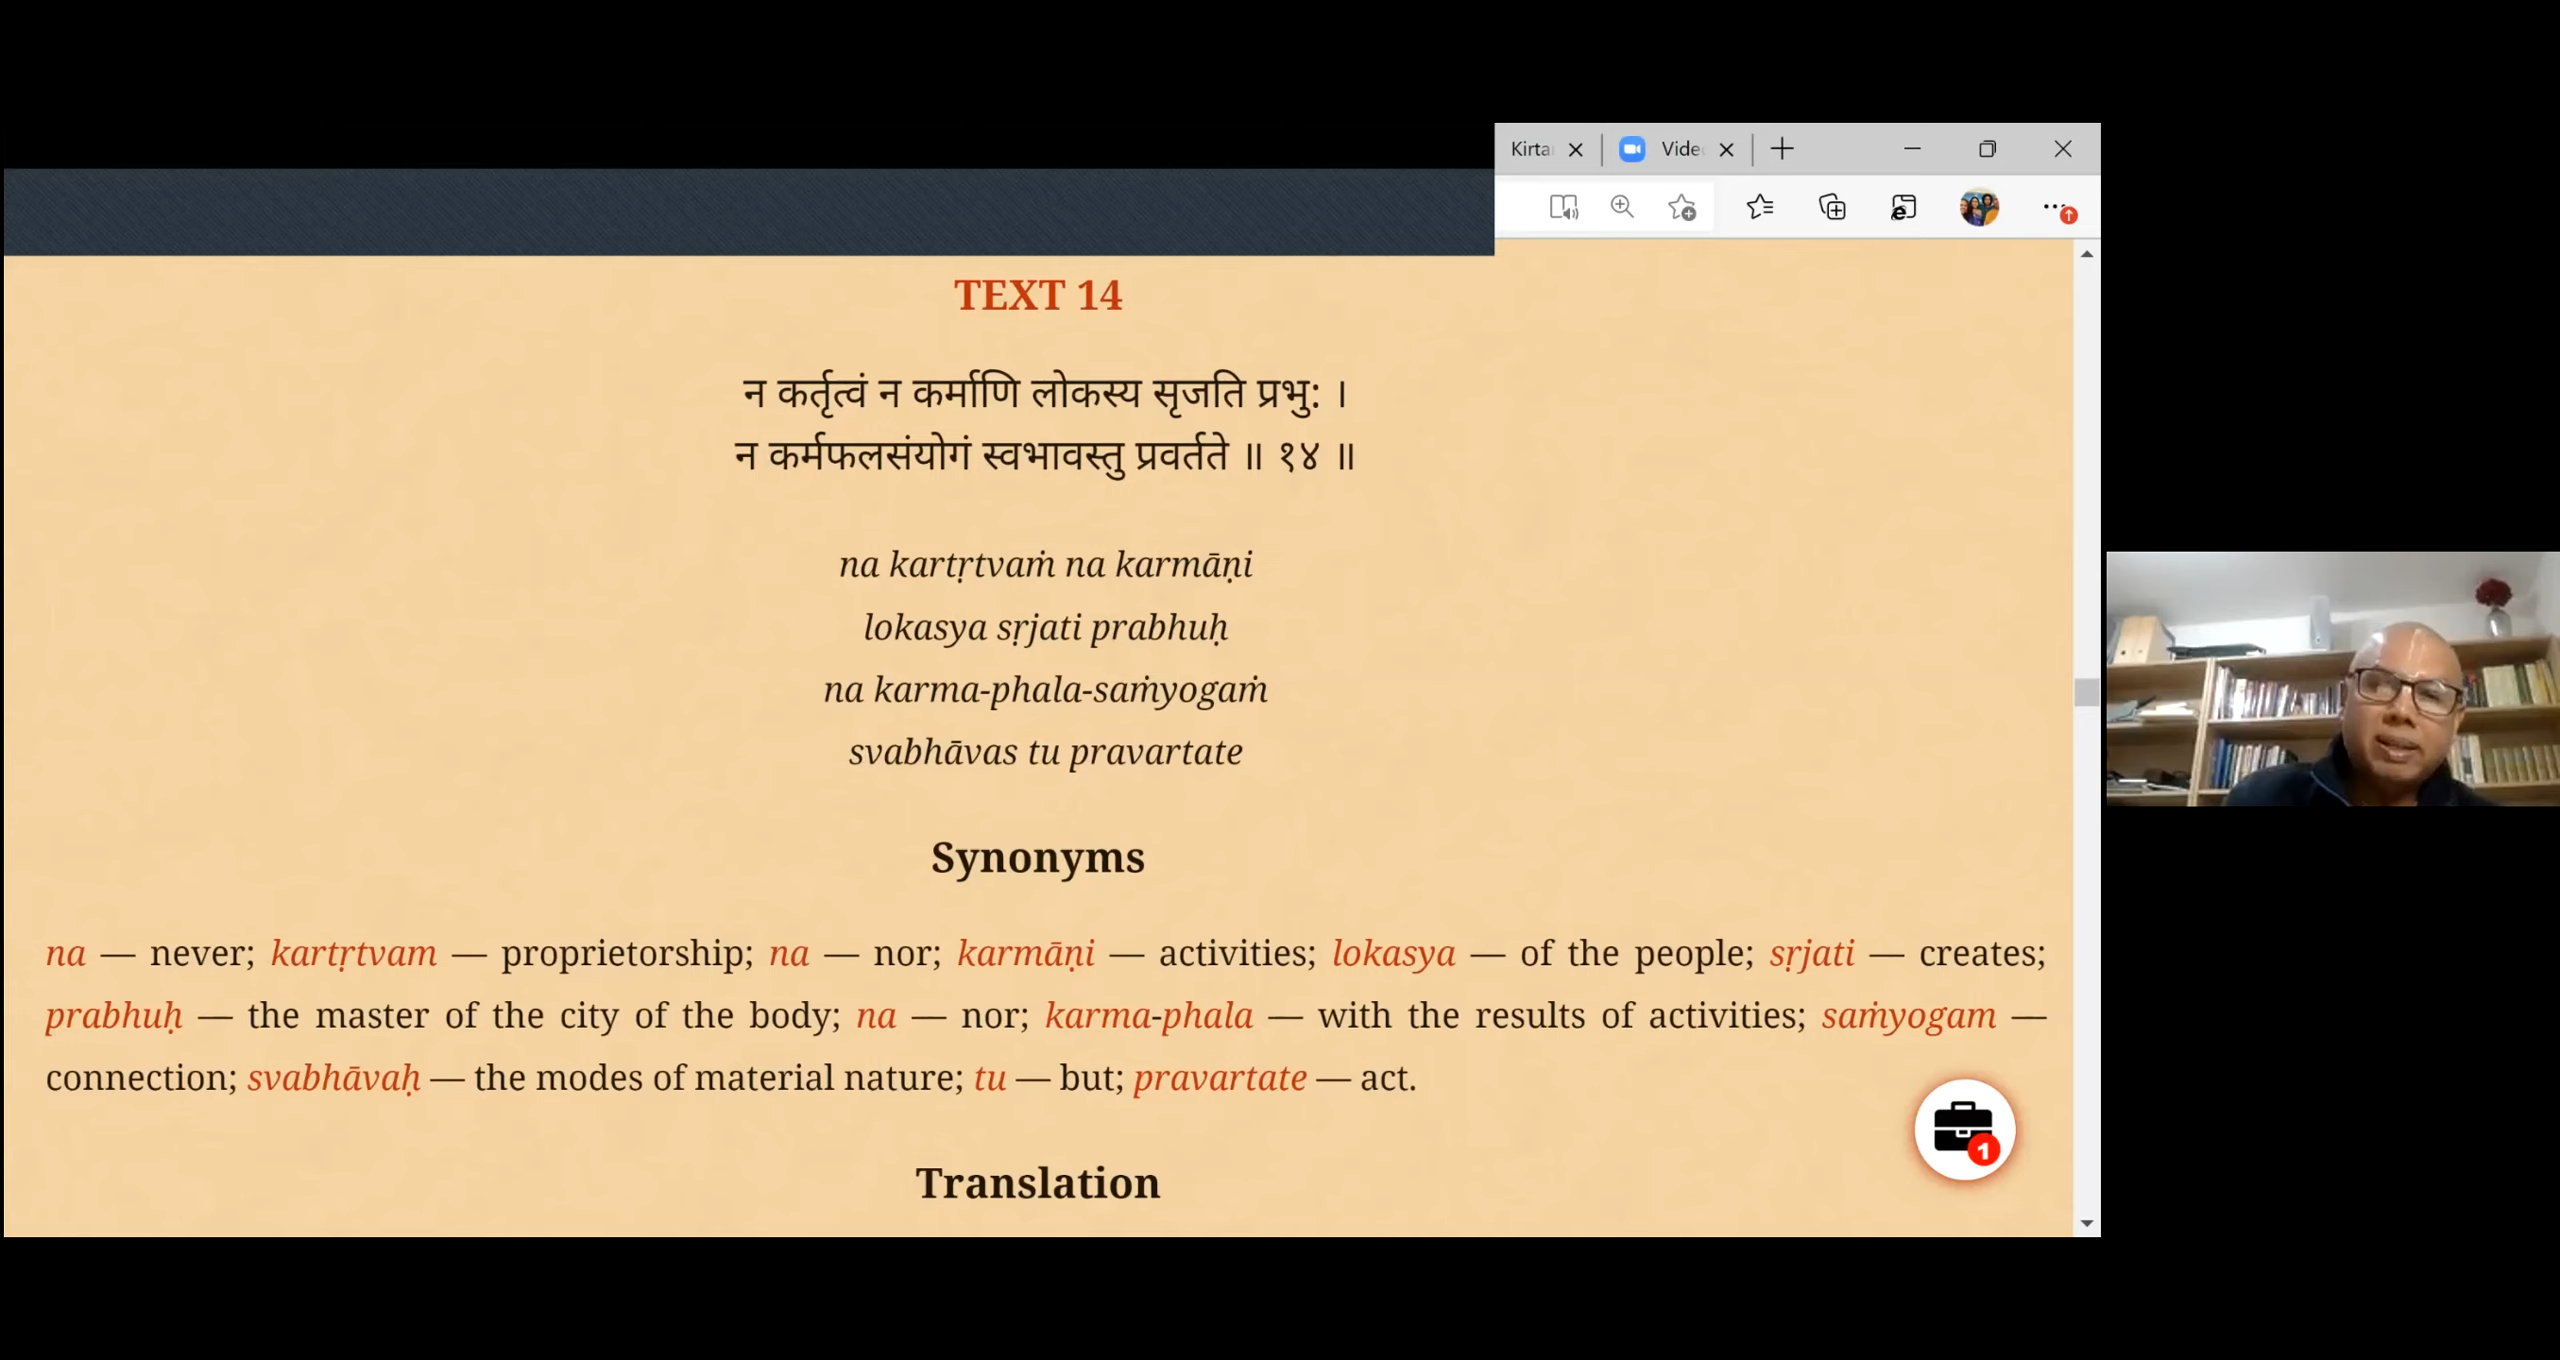 Kirta
Vide
TEXT 14
न कर्तृत्वं न कर्माणि लोकस्य सृजति प्रभु: ।
न कर्मफलसंयोगं स्वभावस्तु प्रवर्तते ॥ १४ ॥
na kartṛtvaṁ na karmāṇi
lokasya sṛjati prabhuḥ
na karma-phala-saṁyogaṁ
svabhāvas tu pravartate
Synonyms
na — never; kartṛtvam — proprietorship; na — nor; karmāṇi — activities; lokasya — of the people; sṛjati — creates;
prabhuḥ — the master of the city of the body; na — nor; karma-phala — with the results of activities; saṁyogam —
connection; svabhāvaḥ — the modes of material nature; tu — but; pravartate — act.
1
Translation